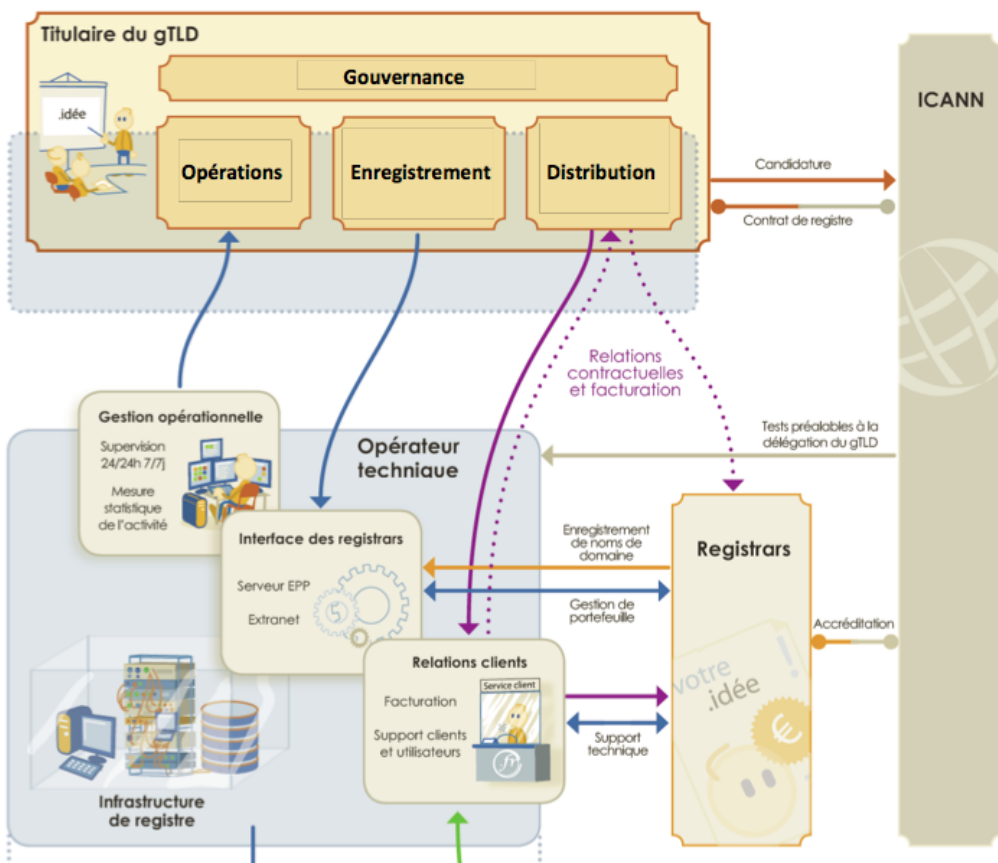 Titulaire du gTLD
Gouvernance
.idée
Opérations
Enregistrement
Distribution
ICANN
Candidature
Contrat de registre
Relations
contractuelles
et facturation
Tests préalables à la
délégation du gTLD
Gestion opérationnelle
Supervision
24/24h 7/7j
Mesure
statistique
de l'activité
Opérateur
technique
Interface des registrars
Serveur EPP
Extranet
5
Enregistrement
de noms de
domaine
Gestion de
portefeuille
Registrars
Accréditation
votre
.idée
!
€
Relations clients
Facturation
Support clients
et utilisateurs
Service client
.fr
Support
technique
Infrastructure
de registre